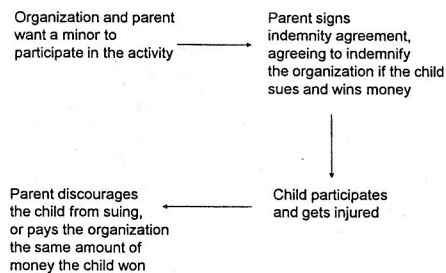 Organization and parent
want a minor to
participate in the activity
Parent signs
indemnity agreement,
agreeing to indemnify
the organization if the child
sues and wins money
Child participates
and gets injured
Parent discourages
the child from suing,
or pays the organization
the same amount of
money the child won